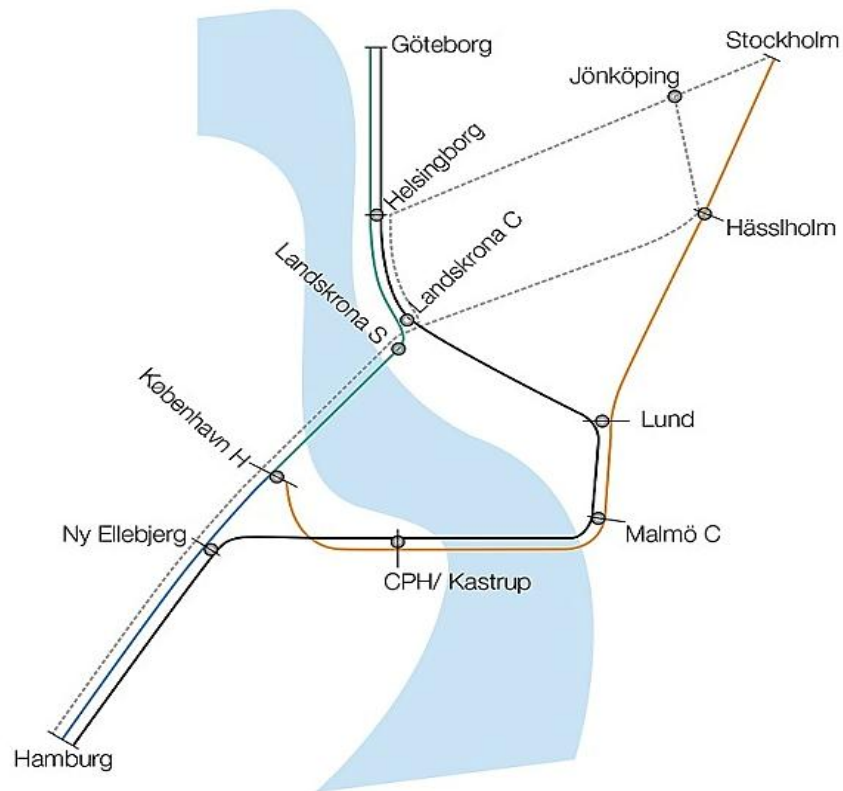 Göteborg
Stockholm
Jönköping
Helsingborg
Hässlholm
Landskrona C
Landskrona S
København H
Lund
Ny Ellebjerg
Malmö C
CPH/ Kastrup
Hamburg